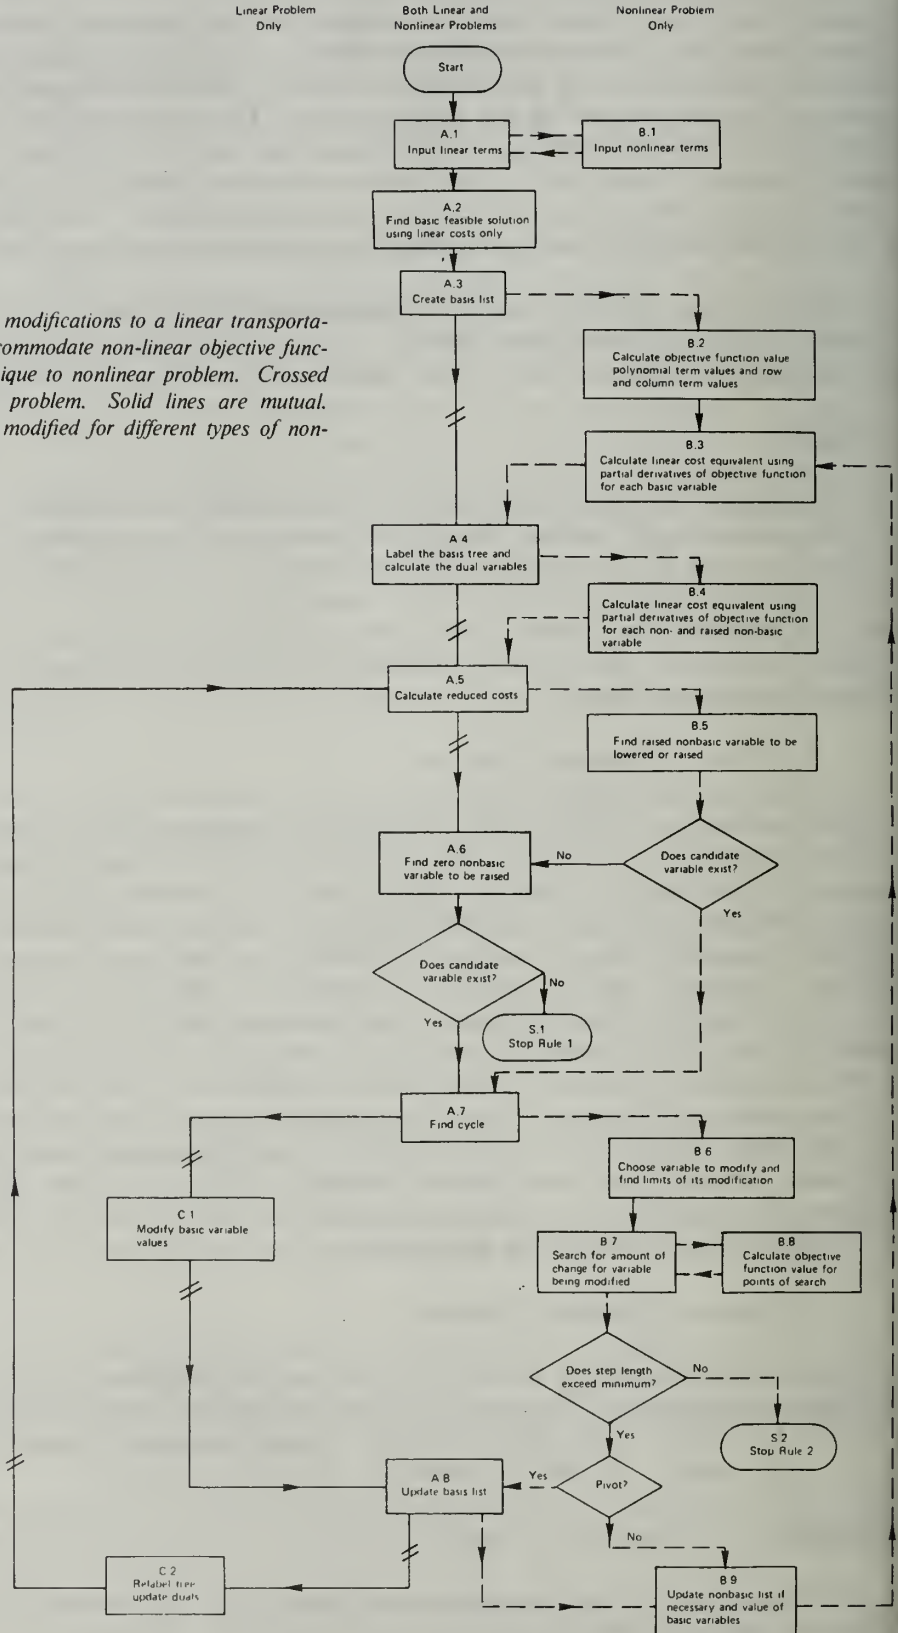 Linear Problem
Only
Both Linear and
Nonlinear Problems
Nonlinear Problem
Only
Start
A.1
Input linear terms
B.1
Input nonlinear terms
A.2
Find basic feasible solution
using linear costs only
A.3
Create basis list
modifications to a linear transporta-
ommodate non-linear objective func-
ique to nonlinear problem. Crossed
problem. Solid lines are mutual.
modified for different types of non-
B.2
Calculate objective function value
polynomial term values and row
and column term values
B.3
Calculate linear cost equivalent using
partial derivatives of objective function
for each basic variable
A 4
Label the basis tree and
calculate the dual variables
B.4
Calculate linear cost equivalent using
partial derivatives of objective function
for each non- and raised non-basic
variable
A.5
Calculate reduced costs
B.5
Find raised nonbasic variable to be
lowered or raised
A.6
Find zero nonbasic
variable to be raised
No
Does candidate
variable exist?
Yes
Does candidate
variable exist?
No
Yes
S.1
Stop Rule 1
A.7
Find cycle
B 6
Choose variable to modify and
find limits of its modification
C 1
Modify basic variable
values
B 7
Search for amount of
change for variable
being modified
B.8
Calculate objective
function value for
points of search
Does step length
exceed minimum?
No
Yes
S 2
Stop Rule 2
A 8
Update basis list
Yes
Pivot?
No
C 2
Relabel tree
update duals
B 9
Update nonbasic list if
necessary and value of
basic variables